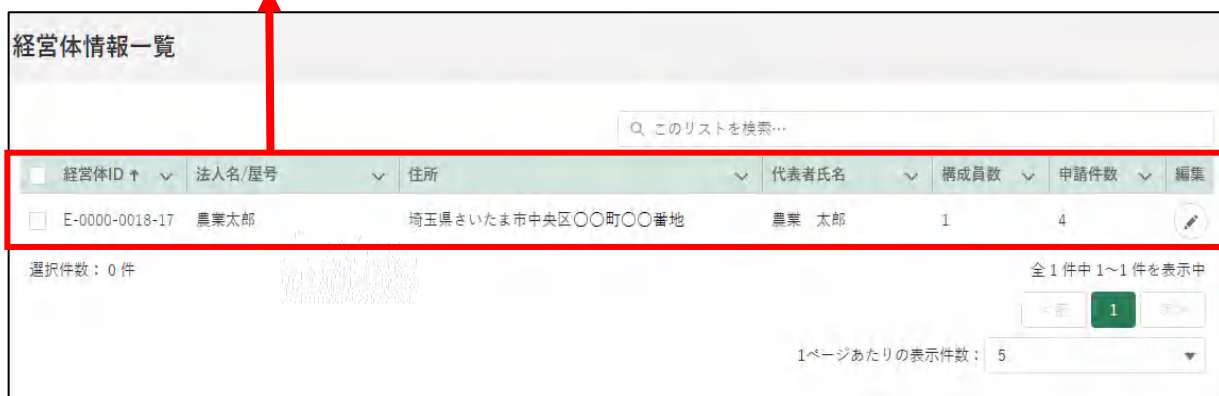 経営体情報一覧
このリストを検索…
経営体ID↑ 法人名/屋号 住所 代表者氏名 構成員数 申請件数 編集
E-0000-0018-17 農業太郎 埼玉県さいたま市中央区〇〇町〇〇番地 農業　太郎 1 4
選択件数： 0 件 全 1 件中 1～1 件を表示中
<前 1 次>
1ページあたりの表示件数： 5